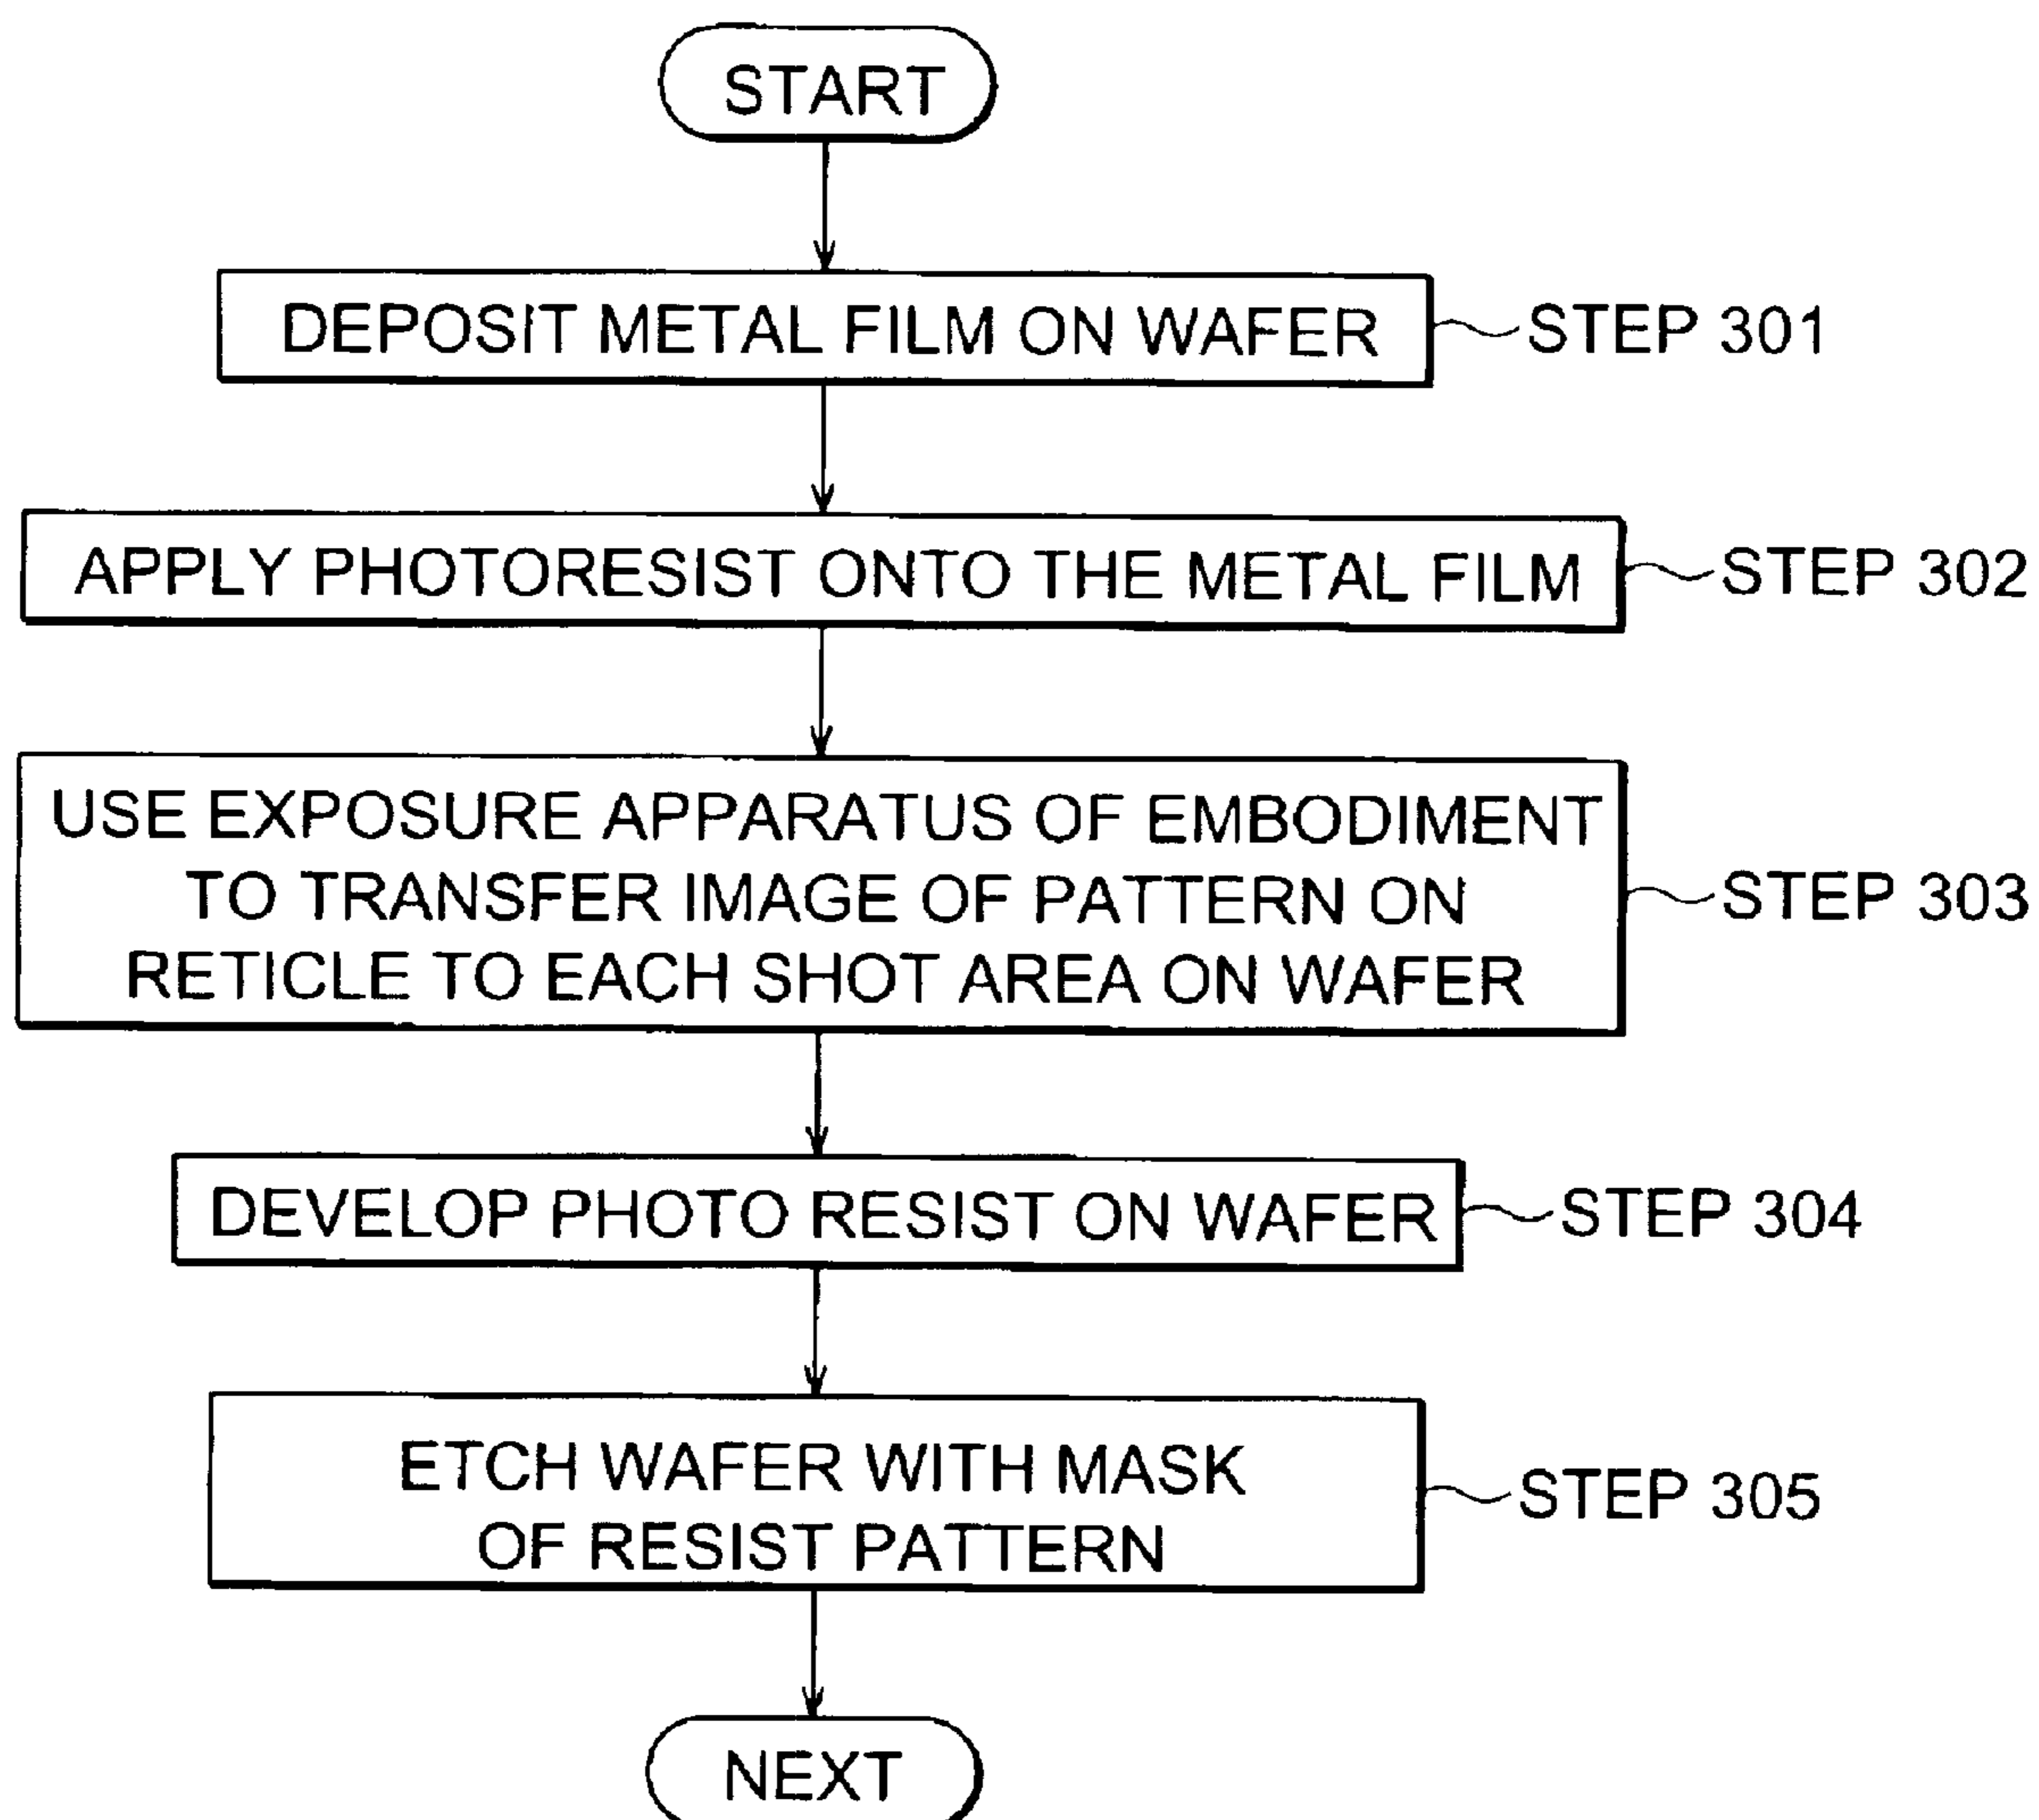 START
DEPOSIT METAL FILM ON WAFER
STEP 301
APPLY PHOTORESIST ONTO THE METAL FILM
STEP 302
USE EXPOSURE APPARATUS OF EMBODIMENT
TO TRANSFER IMAGE OF PATTERN ON
RETICLE TO EACH SHOT AREA ON WAFER
STEP 303
DEVELOP PHOTO RESIST ON WAFER
STEP 304
ETCH WAFER WITH MASK
OF RESIST PATTERN
STEP 305
NEXT